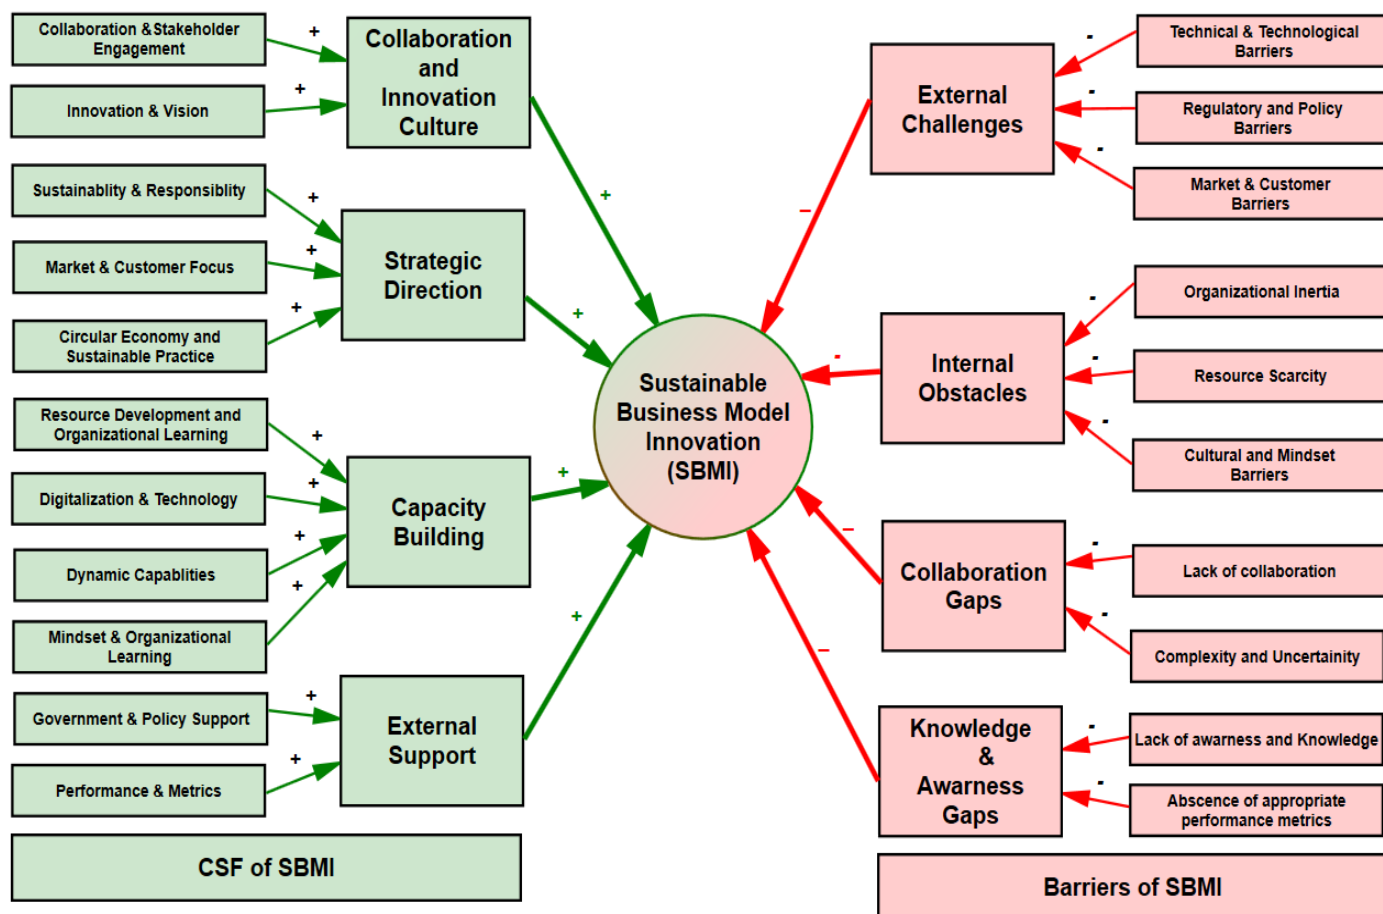 Collaboration &Stakeholder
Engagement
+
Innovation & Vision
+
Collaboration
and
Innovation
Culture
+
Sustainablity & Responsiblity
+
Market & Customer Focus
+
Circular Economy and
Sustainable Practice
+
Strategic
Direction
+
Resource Development and
Organizational Learning
+
Digitalization & Technology
+
Dynamic Capablities
+
Mindset & Organizational
Learning
+
Capacity
Building
+
Government & Policy Support
+
Performance & Metrics
+
External
Support
+
CSF of SBMI
Sustainable
Business Model
Innovation
(SBMI)
External
Challenges
–
Technical & Technological
Barriers
-
Regulatory and Policy
Barriers
-
Market & Customer
Barriers
-
Internal
Obstacles
-
Organizational Inertia
-
Resource Scarcity
-
Cultural and Mindset
Barriers
-
Collaboration
Gaps
–
Lack of collaboration
-
Complexity and Uncertainity
-
Knowledge
&
Awarness
Gaps
–
Lack of awarness and Knowledge
-
Abscence of appropriate
performance metrics
-
Barriers of SBMI